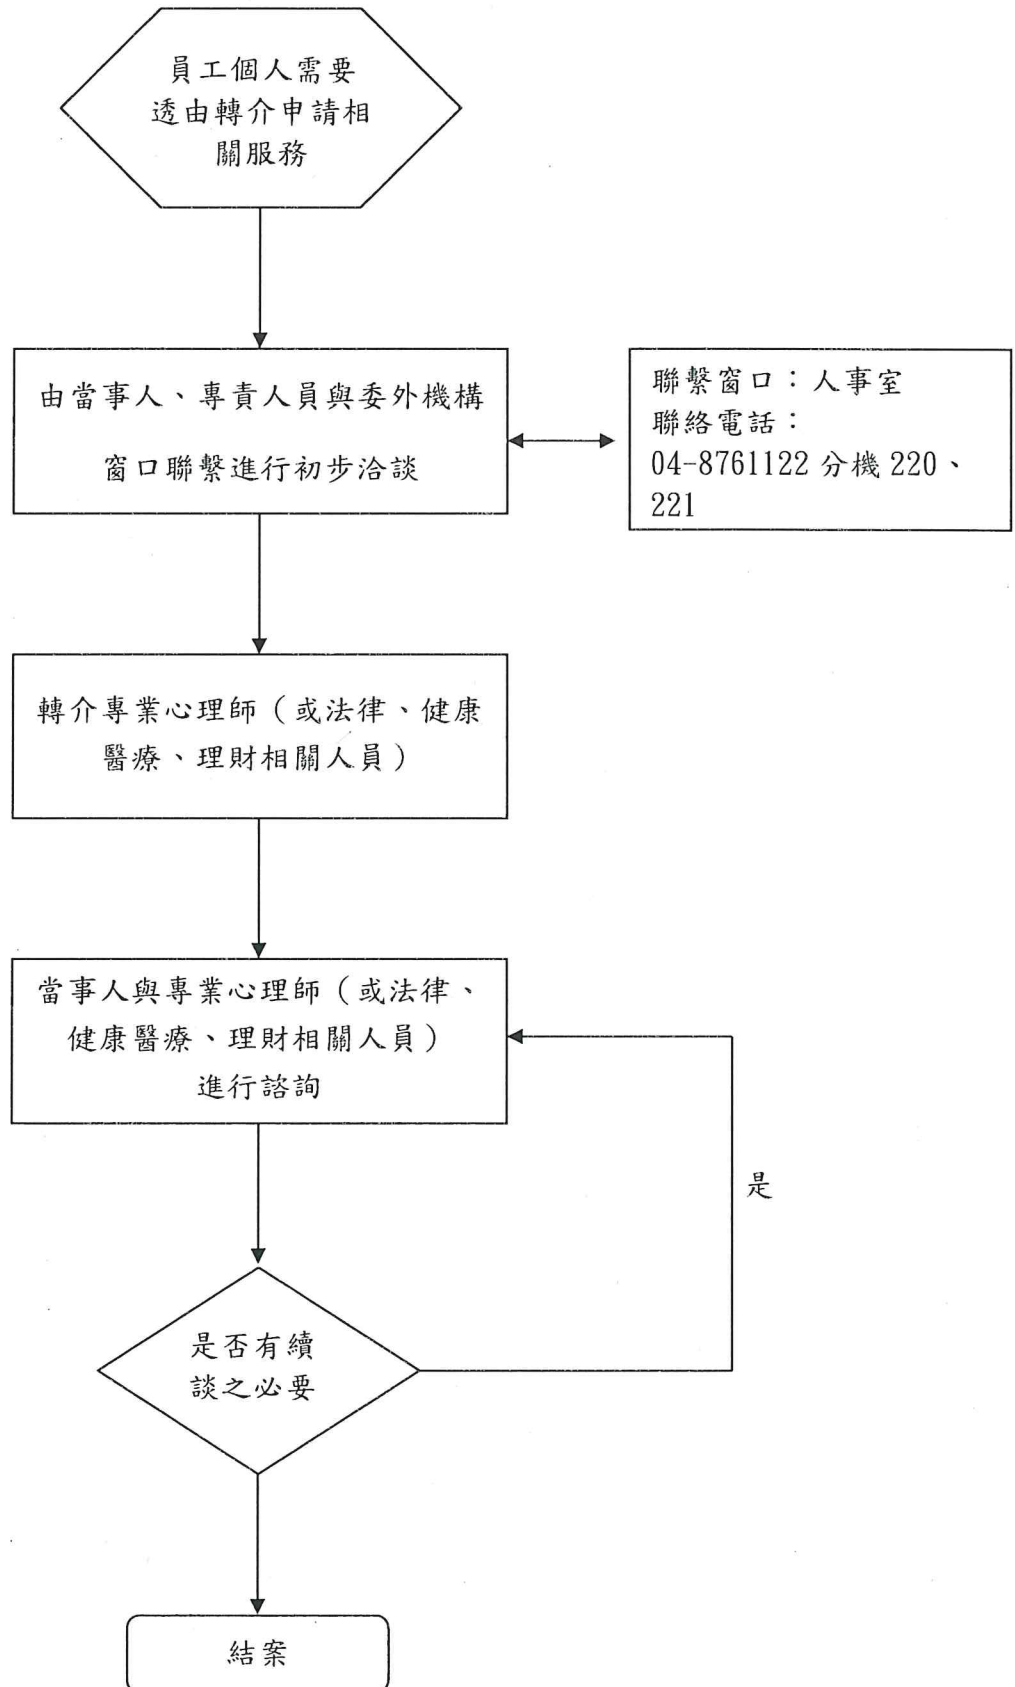 員工個人需要
透由轉介申請相
關服務
由當事人、專責人員與委外機構
窗口聯繫進行初步洽談
聯繫窗口：人事室
聯絡電話：
04-8761122 分機 220、
221
轉介專業心理師（或法律、健康
醫療、理財相關人員）
當事人與專業心理師（或法律、
健康醫療、理財相關人員）
進行諮詢
是
是否有續
談之必要
結案